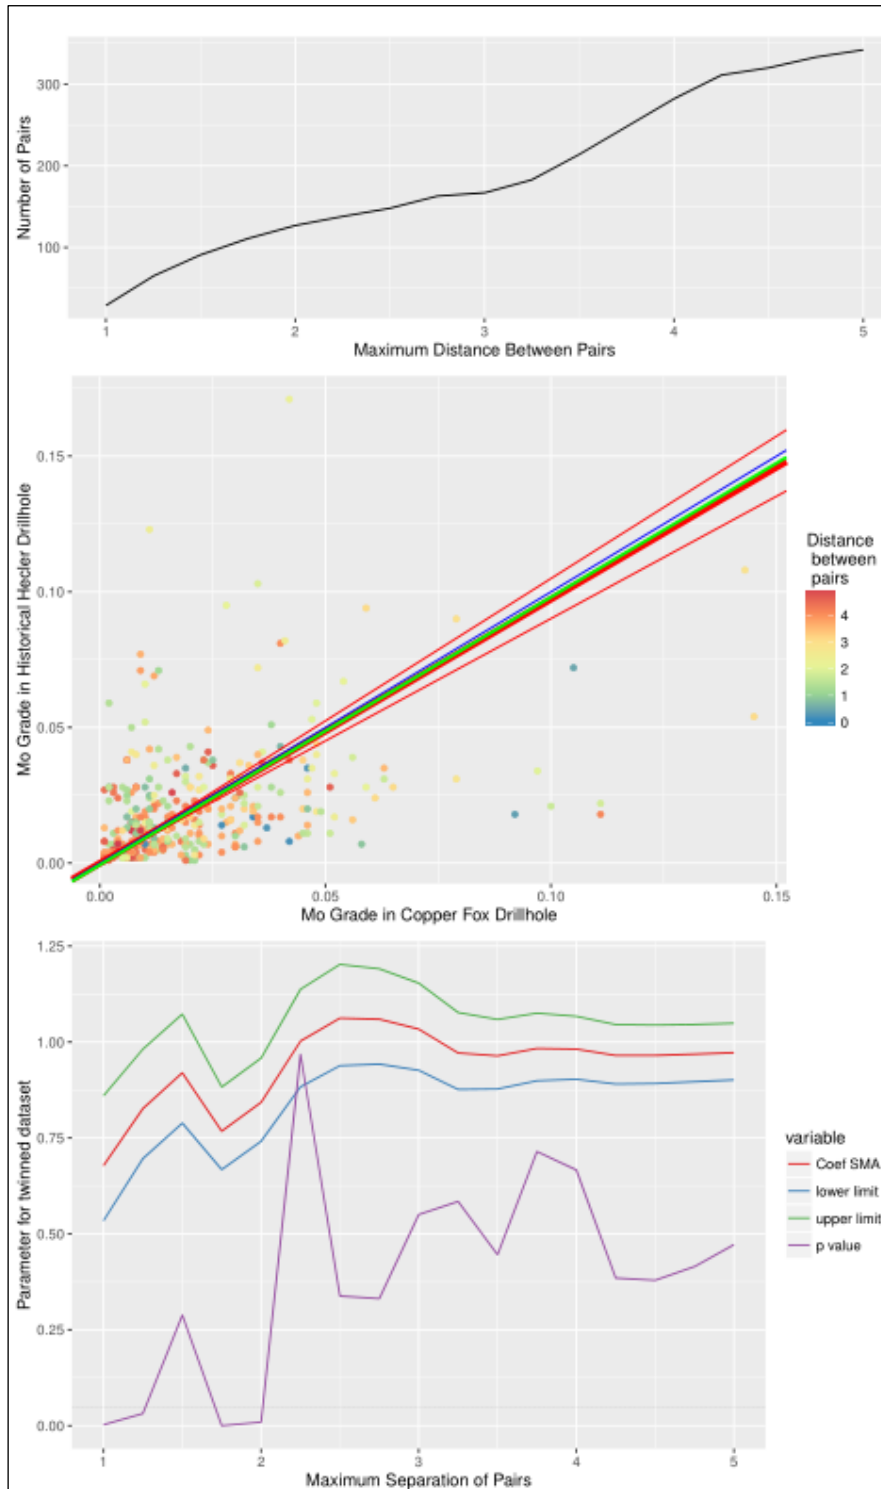 300
200
100
Number of Pairs
1 2 3 4 5
Maximum Distance Between Pairs
0.15
0.10
0.05
0.00
Mo Grade in Historical Hecler Drillhole
0.00 0.05 0.10 0.15
Mo Grade in Copper Fox Drillhole
Distance
between
pairs
4
3
2
1
0
1.25
1.00
0.75
0.50
0.25
0.00
Parameter for twinned dataset
1 2 3 4 5
Maximum Separation of Pairs
variable
Coef SMA
lower limit
upper limit
p value